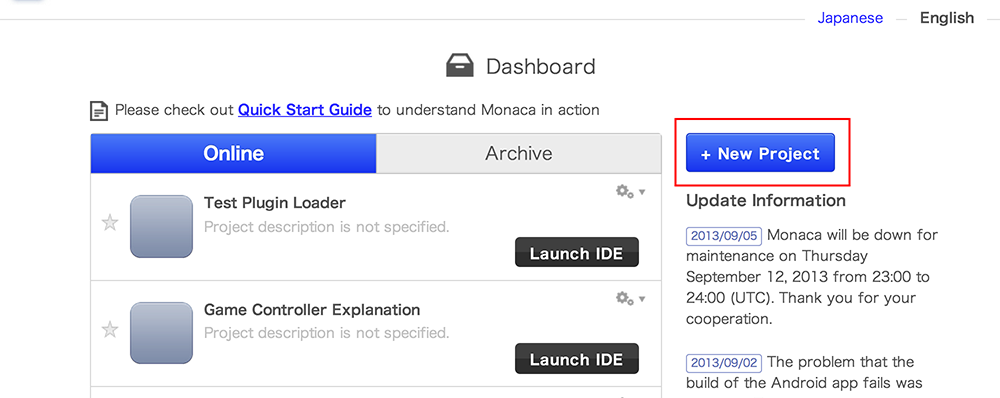 Japanese
English
Dashboard
Please check out Quick Start Guide to understand Monaca in action
Online
Archive
+ New Project
Test Plugin Loader
Project description is not specified.
Launch IDE
Game Controller Explanation
Project description is not specified.
Launch IDE
Update Information
2013/09/05 Monaca will be down for
maintenance on Thursday
September 12, 2013 from 23:00 to
24:00 (UTC). Thank you for your
cooperation.
2013/09/02 The problem that the
build of the Android app fails was